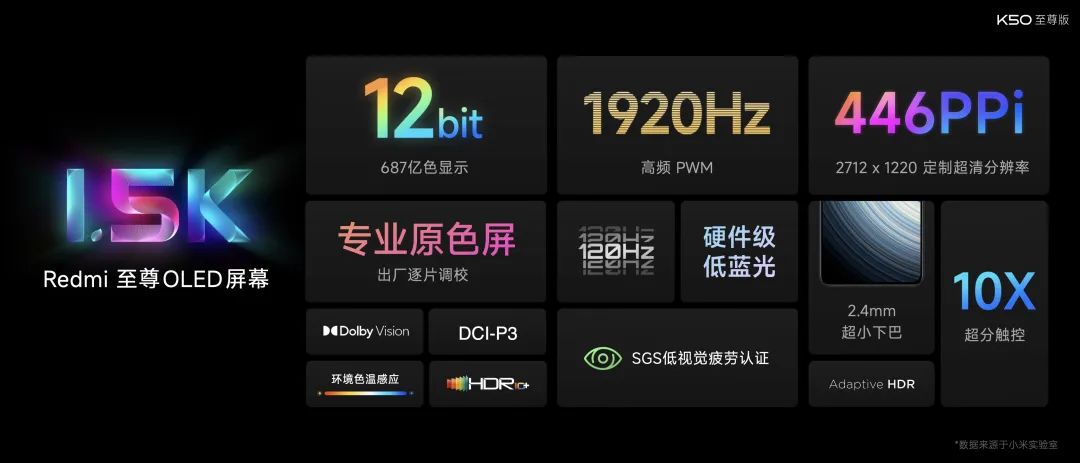 K50 至尊版
1.5K
Redmi 至尊OLED屏幕
12bit
687亿色显示
1920Hz
高频 PWM
446PPi
2712 x 1220 定制超清分辨率
专业原色屏
出厂逐片调校
120Hz
120Hz
120Hz
硬件级
低蓝光
2.4mm
超小下巴
10X
超分触控
Dolby Vision
DCI-P3
环境色温感应
HDR10+
SGS低视觉疲劳认证
Adaptive HDR
*数据来源于小米实验室